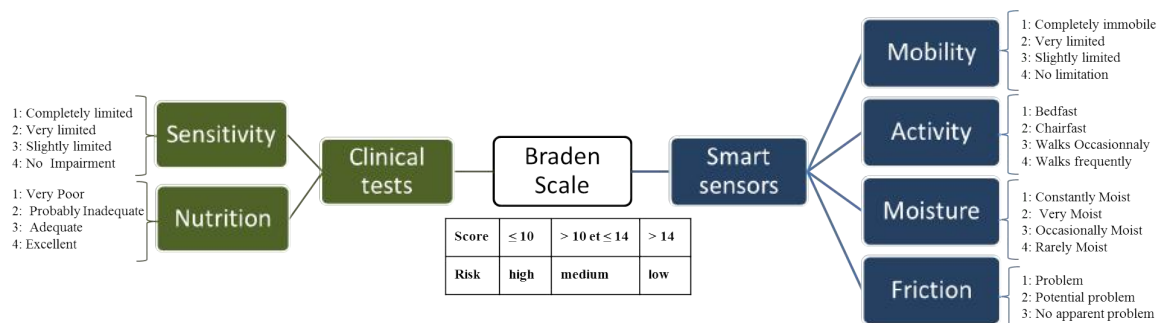 1: Completely limited
2: Very limited
3: Slightly limited
4: No Impairment
Sensitivity
1: Very Poor
2: Probably Inadequate
3: Adequate
4: Excellent
Nutrition
Clinical
tests
Braden
Scale
Score ≤ 10 > 10 et ≤ 14 > 14
Risk high medium low
Smart
sensors
Mobility
1: Completely immobile
2: Very limited
3: Slightly limited
4: No limitation
Activity
1: Bedfast
2: Chairfast
3: Walks Occasionnaly
4: Walks frequently
Moisture
1: Constantly Moist
2: Very Moist
3: Occasionally Moist
4: Rarely Moist
Friction
1: Problem
2: Potential problem
3: No apparent problem